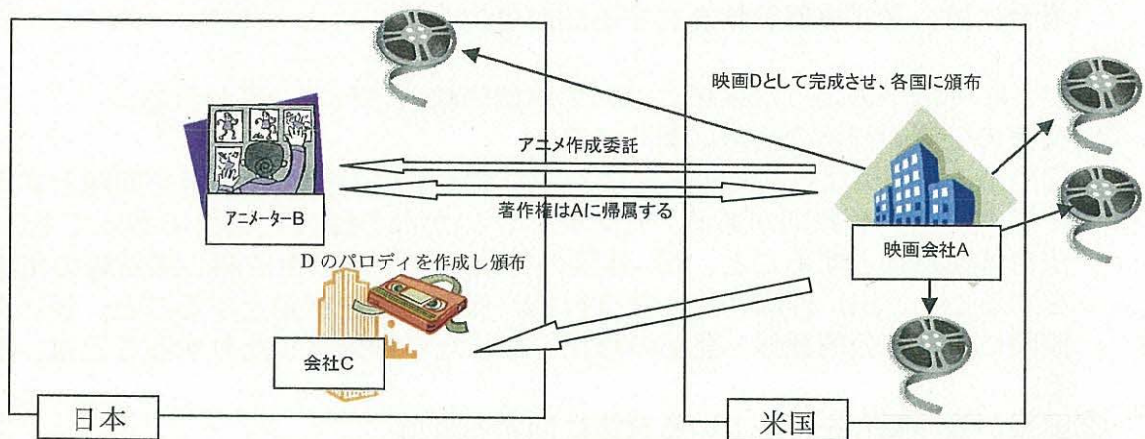 映画Dとして完成させ、各国に頒布
アニメ作成委託
著作権はAに帰属する
アニメーターB
映画会社A
Dのパロディを作成し頒布
会社C
日本
米国